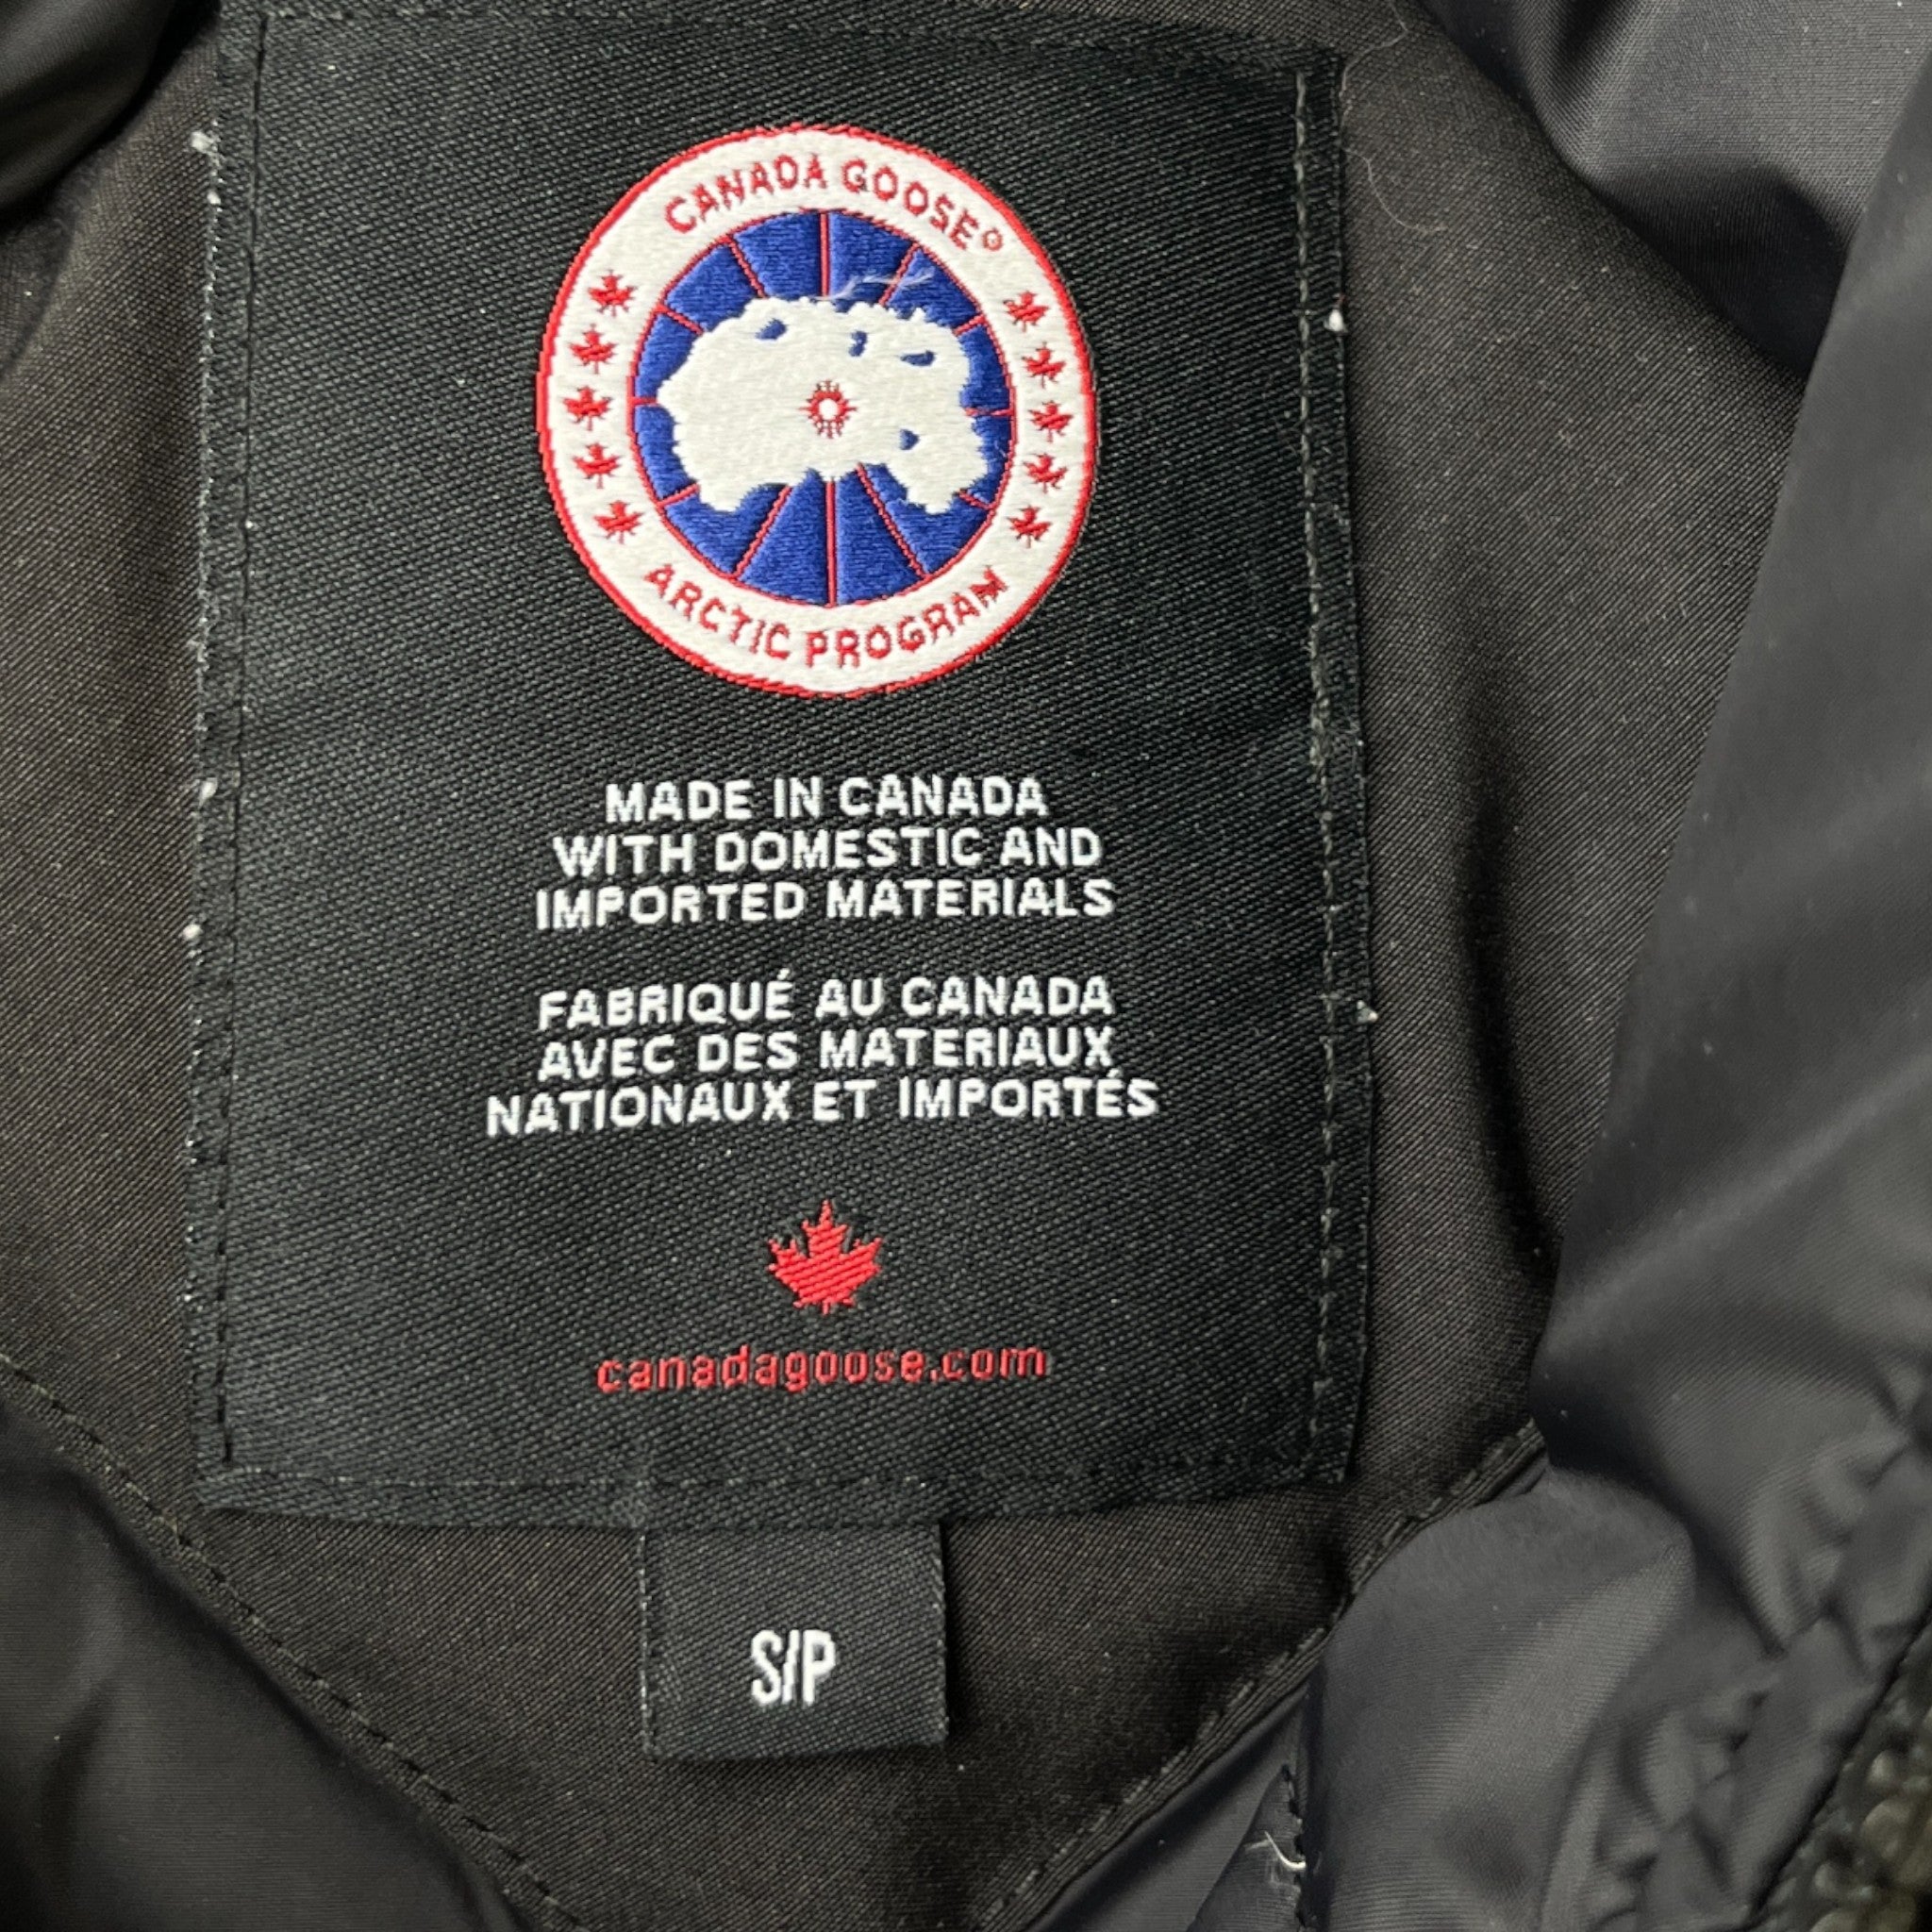 CANADA GOOSE®
ARCTIC PROGRAM
MADE IN CANADA
WITH DOMESTIC AND
IMPORTED MATERIALS
FABRIQUÉ AU CANADA
AVEC DES MATERIAUX
NATIONAUX ET IMPORTÉS
canadagoose.com
S/P